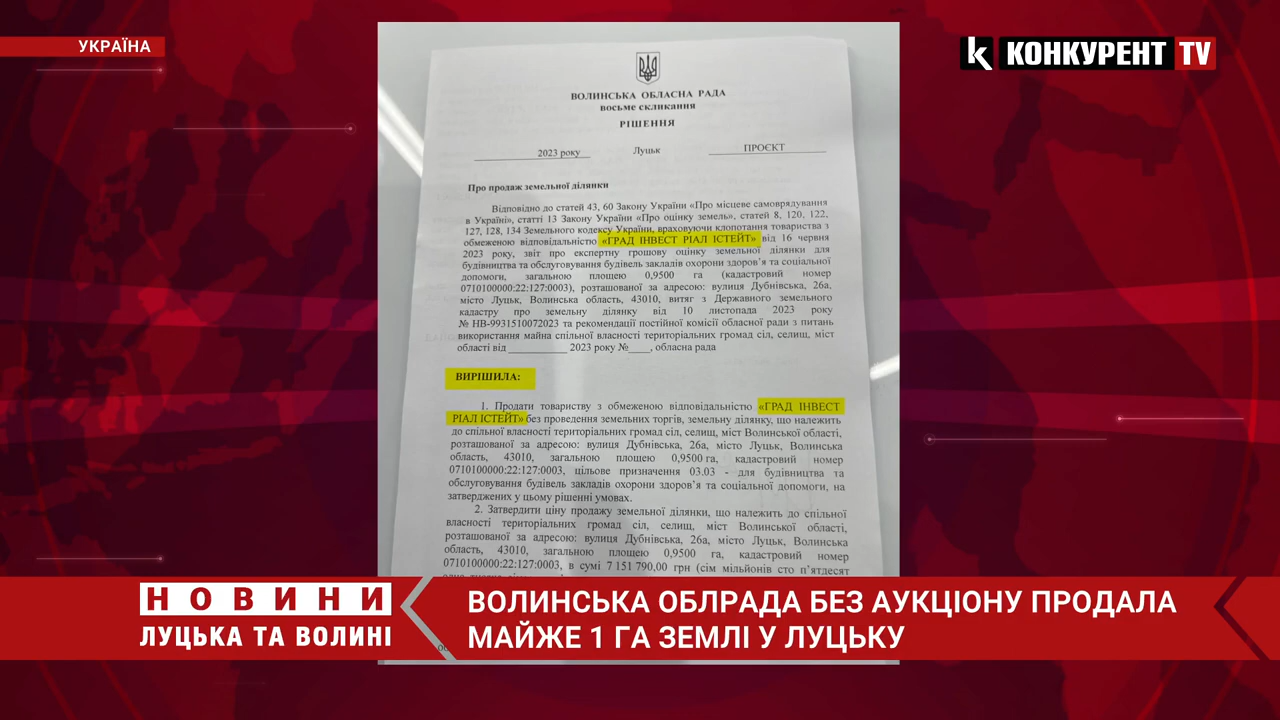 УКРАЇНА
КОНКУРЕНТ TV
ВОЛИНСЬКА ОБЛАСНА РАДА
восьме скликання
РІШЕННЯ
2023 року Луцьк ПРОЄКТ
Про продаж земельної ділянки
Відповідно до статей 43, 60 Закону України «Про місцеве самоврядування
в Україні», статті 13 Закону України «Про оцінку земель», статей 8, 120, 122,
127, 128, 134 Земельного кодексу України, враховуючи клопотання товариства з
обмеженою відповідальністю «ГРАД ІНВЕСТ РІАЛ ІСТЕЙТ» від 16 червня
2023 року, звіт про експертну грошову оцінку земельної ділянки для
будівництва та обслуговування будівель закладів охорони здоров’я та соціальної
допомоги, загальною площею 0,9500 га (кадастровий номер
0710100000:22:127:0003), розташованої за адресою: вулиця Дубнівська, 26а,
місто Луцьк, Волинська область, 43010, витяг з Державного земельного
кадастру про земельну ділянку від 10 листопада 2023 року
№ НВ-9931510072023 та рекомендації постійної комісії обласної ради з питань
використання майна спільної власності територіальних громад сіл, селищ, міст
області від ____________ 2023 року №____, обласна рада
ВИРІШИЛА:
1. Продати товариству з обмеженою відповідальністю «ГРАД ІНВЕСТ
РІАЛ ІСТЕЙТ» без проведення земельних торгів, земельну ділянку, що належить
до спільної власності територіальних громад сіл, селищ, міст Волинської області,
розташованої за адресою: вулиця Дубнівська, 26а, місто Луцьк, Волинська
область, 43010, загальною площею 0,9500 га, кадастровий номер
0710100000:22:127:0003, цільове призначення 03.03 - для будівництва та
обслуговування будівель закладів охорони здоров’я та соціальної допомоги, на
затверджених у цьому рішенні умовах.
2. Затвердити ціну продажу земельної ділянки, що належить до спільної
власності територіальних громад сіл, селищ, міст Волинської області,
розташованої за адресою: вулиця Дубнівська, 26а, місто Луцьк, Волинська
область, 43010, загальною площею 0,9500 га, кадастровий номер
0710100000:22:127:0003, в сумі 7 151 790,00 грн (сім мільйонів сто п’ятдесят
НОВИНИ
ЛУЦЬКА ТА ВОЛИНІ
ВОЛИНСЬКА ОБЛРАДА БЕЗ АУКЦІОНУ ПРОДАЛА
МАЙЖЕ 1 ГА ЗЕМЛІ У ЛУЦЬКУ